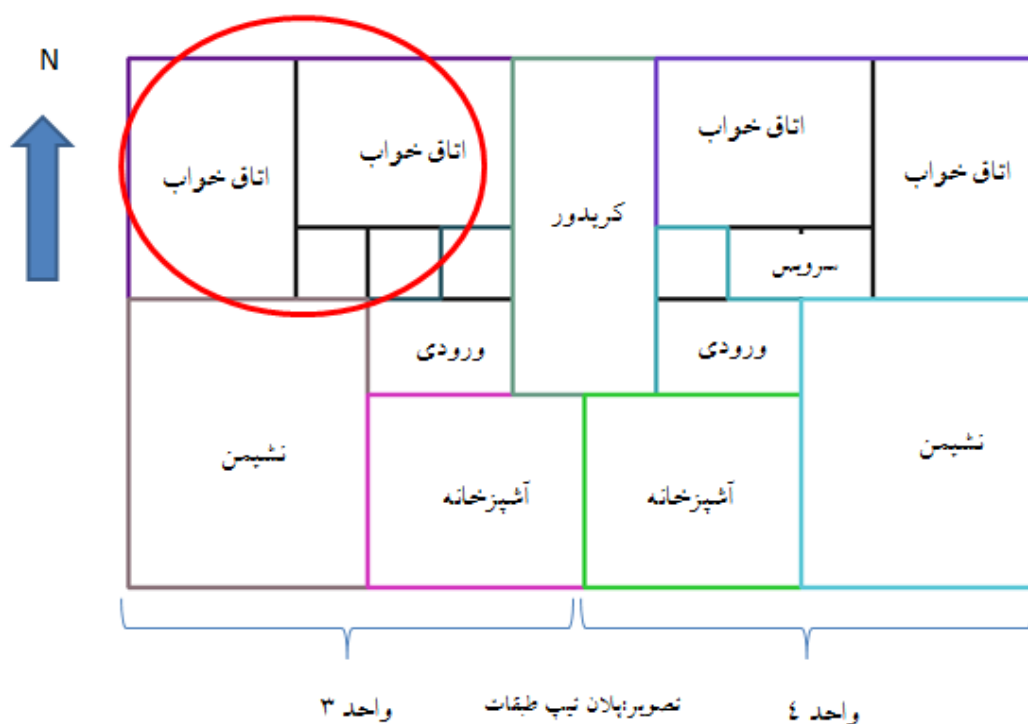 N
اتاق خواب
اتاق خواب
اتاق خواب
اتاق خواب
کریدور
سرویس
ورودی
ورودی
نشیمن
نشیمن
آشپزخانه
آشپزخانه
واحد ٤
تصویر:پلان تیپ طبقات
واحد ٣